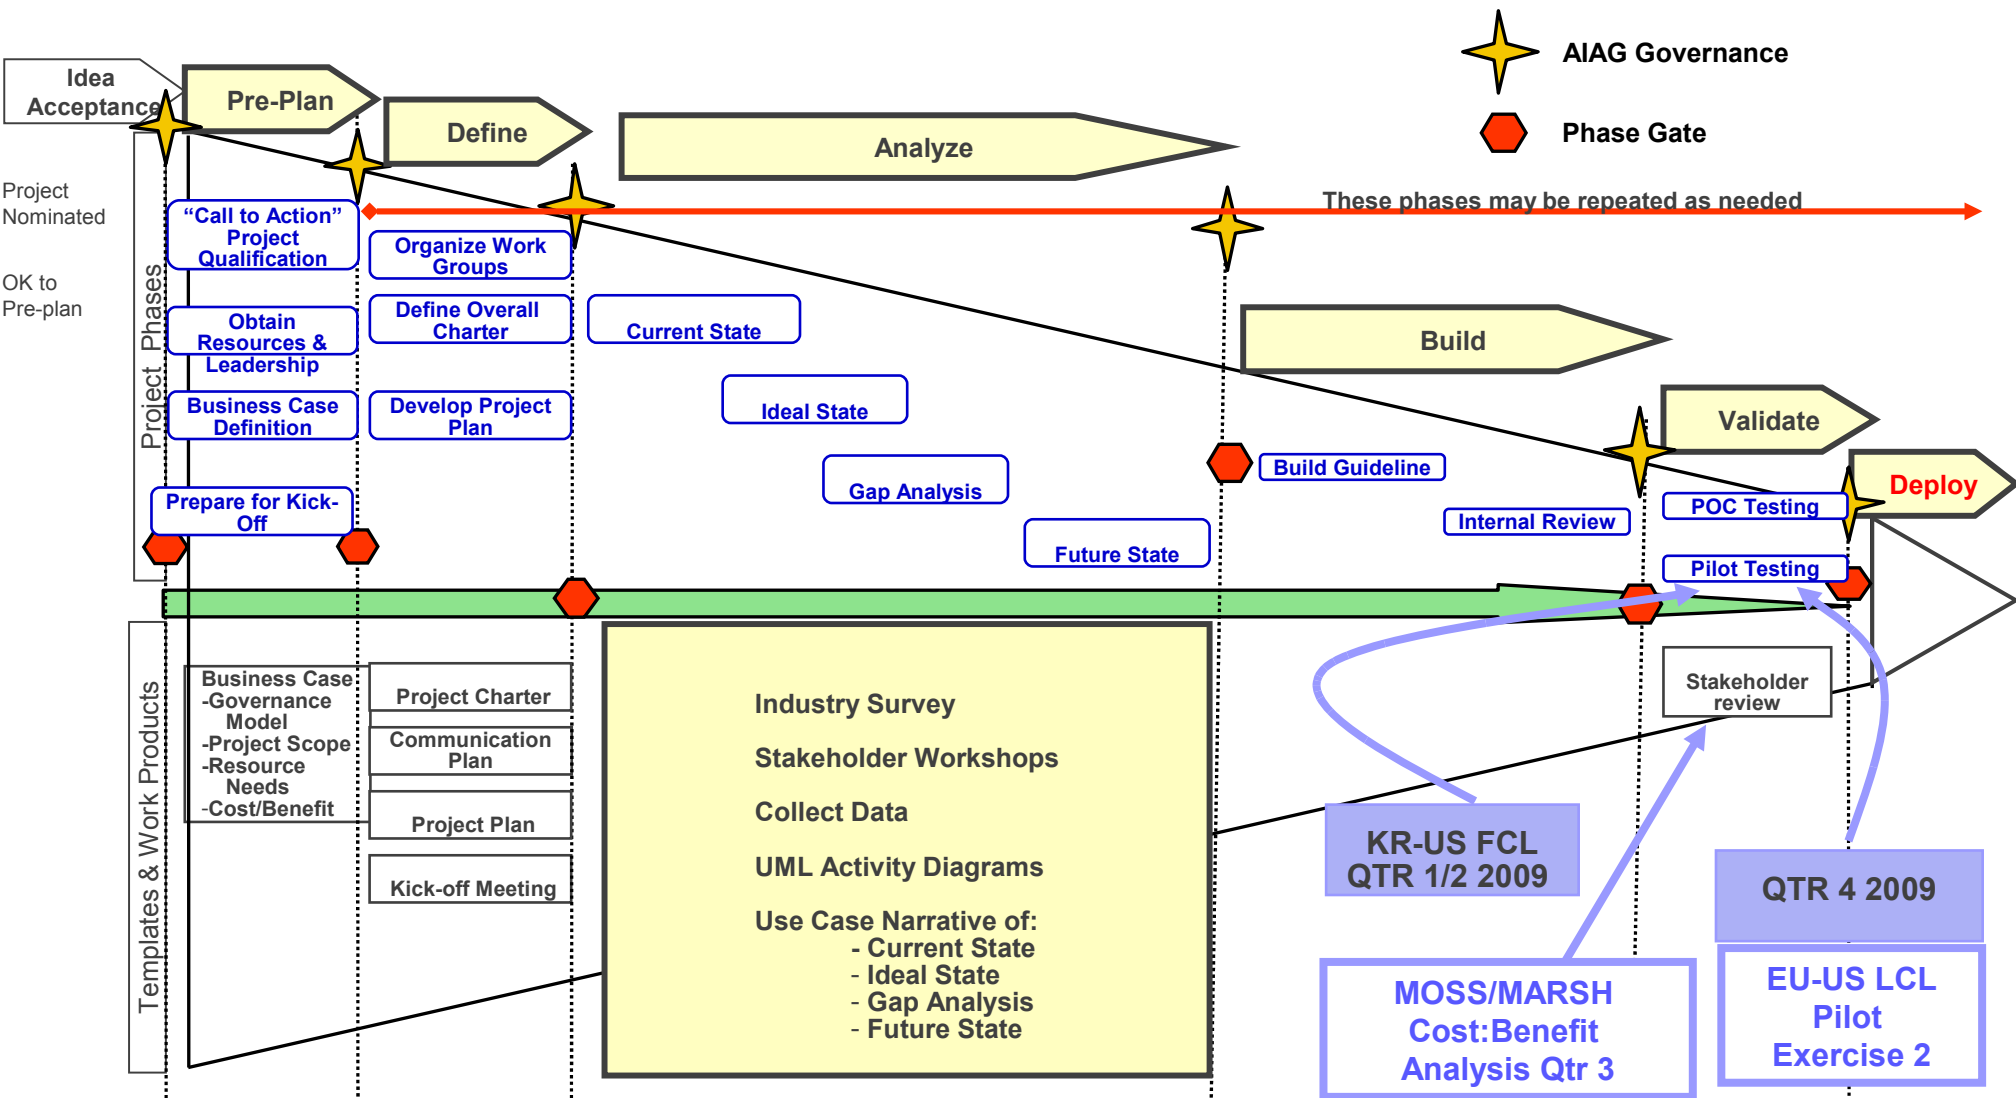 AIAG Governance
Phase Gate
Idea
Acceptance
Pre-Plan
Define
Analyze
Build
Validate
Deploy
These phases may be repeated as needed
Project
Nominated
OK to
Pre-plan
Project Phases
“Call to Action”
Project
Qualification
Obtain
Resources &
Leadership
Business Case
Definition
Prepare for Kick-
Off
Organize Work
Groups
Define Overall
Charter
Develop Project
Plan
Current State
Ideal State
Gap Analysis
Future State
Build Guideline
Internal Review
POC Testing
Pilot Testing
Templates & Work Products
Business Case
-Governance
Model
-Project Scope
-Resource
Needs
-Cost/Benefit
Project Charter
Communication
Plan
Project Plan
Kick-off Meeting
Industry Survey
Stakeholder Workshops
Collect Data
UML Activity Diagrams
Use Case Narrative of:
- Current State
- Ideal State
- Gap Analysis
- Future State
Stakeholder
review
KR-US FCL
QTR 1/2 2009
MOSS/MARSH
Cost:Benefit
Analysis Qtr 3
QTR 4 2009
EU-US LCL
Pilot
Exercise 2